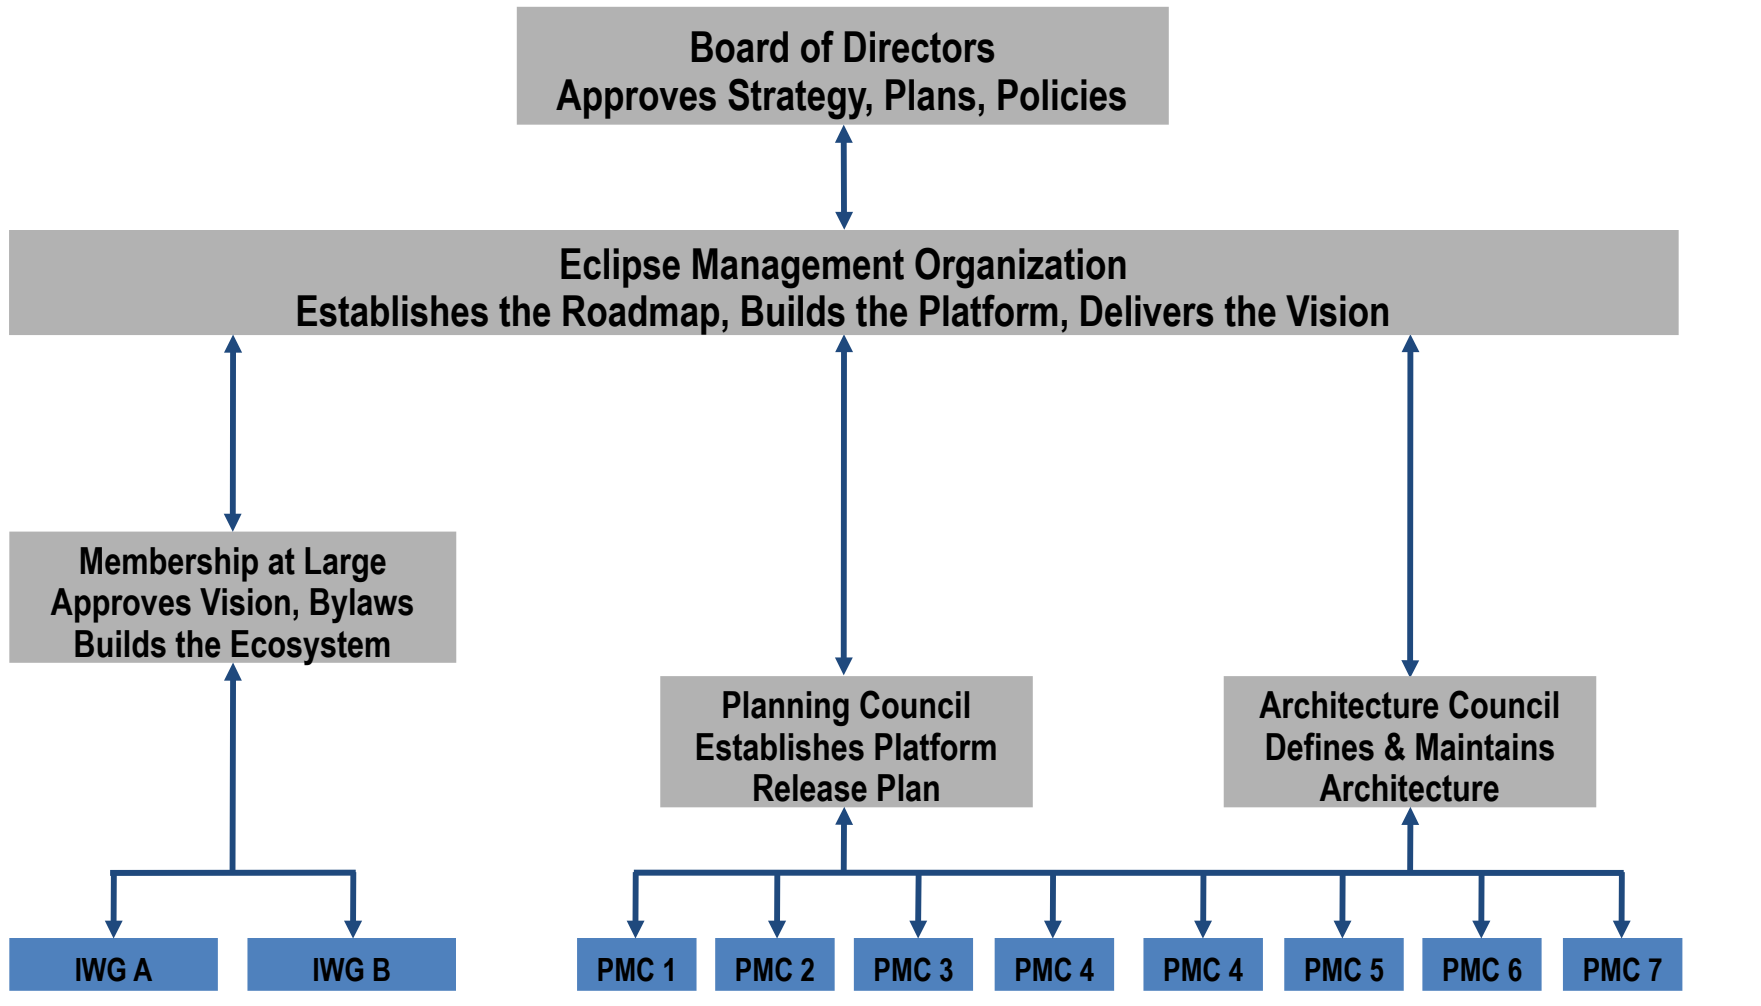 Board of Directors
Approves Strategy, Plans, Policies
Eclipse Management Organization
Establishes the Roadmap, Builds the Platform, Delivers the Vision
Membership at Large
Approves Vision, Bylaws
Builds the Ecosystem
Planning Council
Establishes Platform
Release Plan
Architecture Council
Defines & Maintains
Architecture
IWG A
IWG B
PMC 1
PMC 2
PMC 3
PMC 4
PMC 4
PMC 5
PMC 6
PMC 7